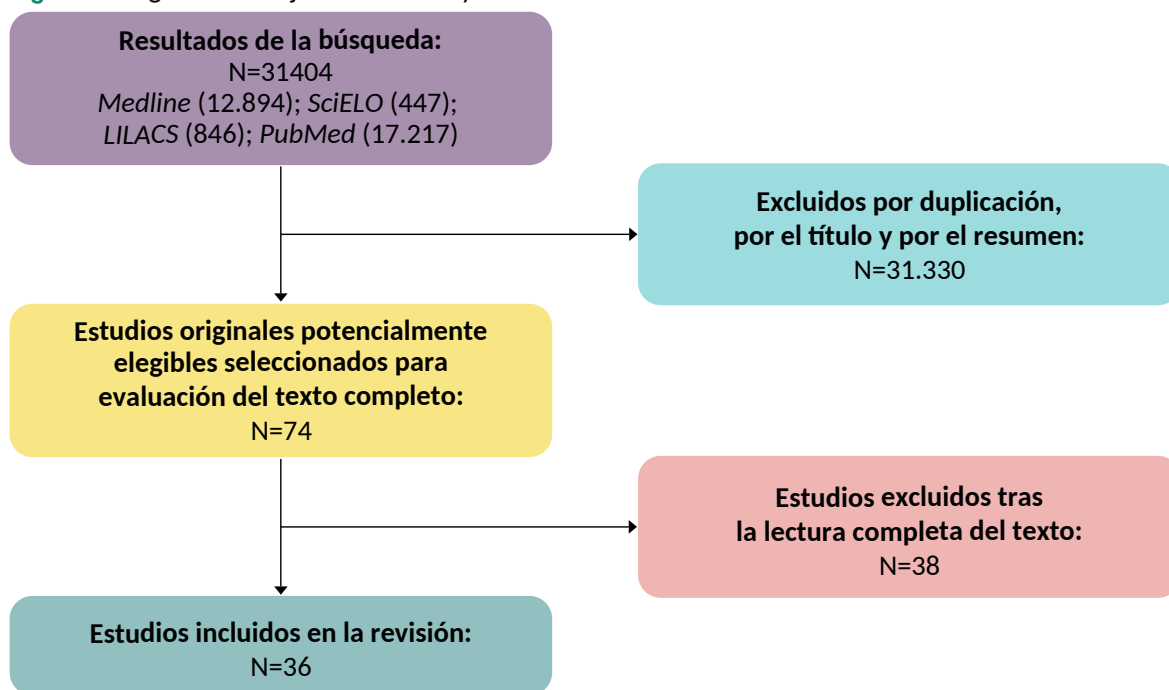 Resultados de la búsqueda:
N=31404
Medline (12.894); SciELO (447);
LILACS (846); PubMed (17.217)
Excluidos por duplicación,
por el título y por el resumen:
N=31.330
Estudios originales potencialmente
elegibles seleccionados para
evaluación del texto completo:
N=74
Estudios excluidos tras
la lectura completa del texto:
N=38
Estudios incluidos en la revisión:
N=36